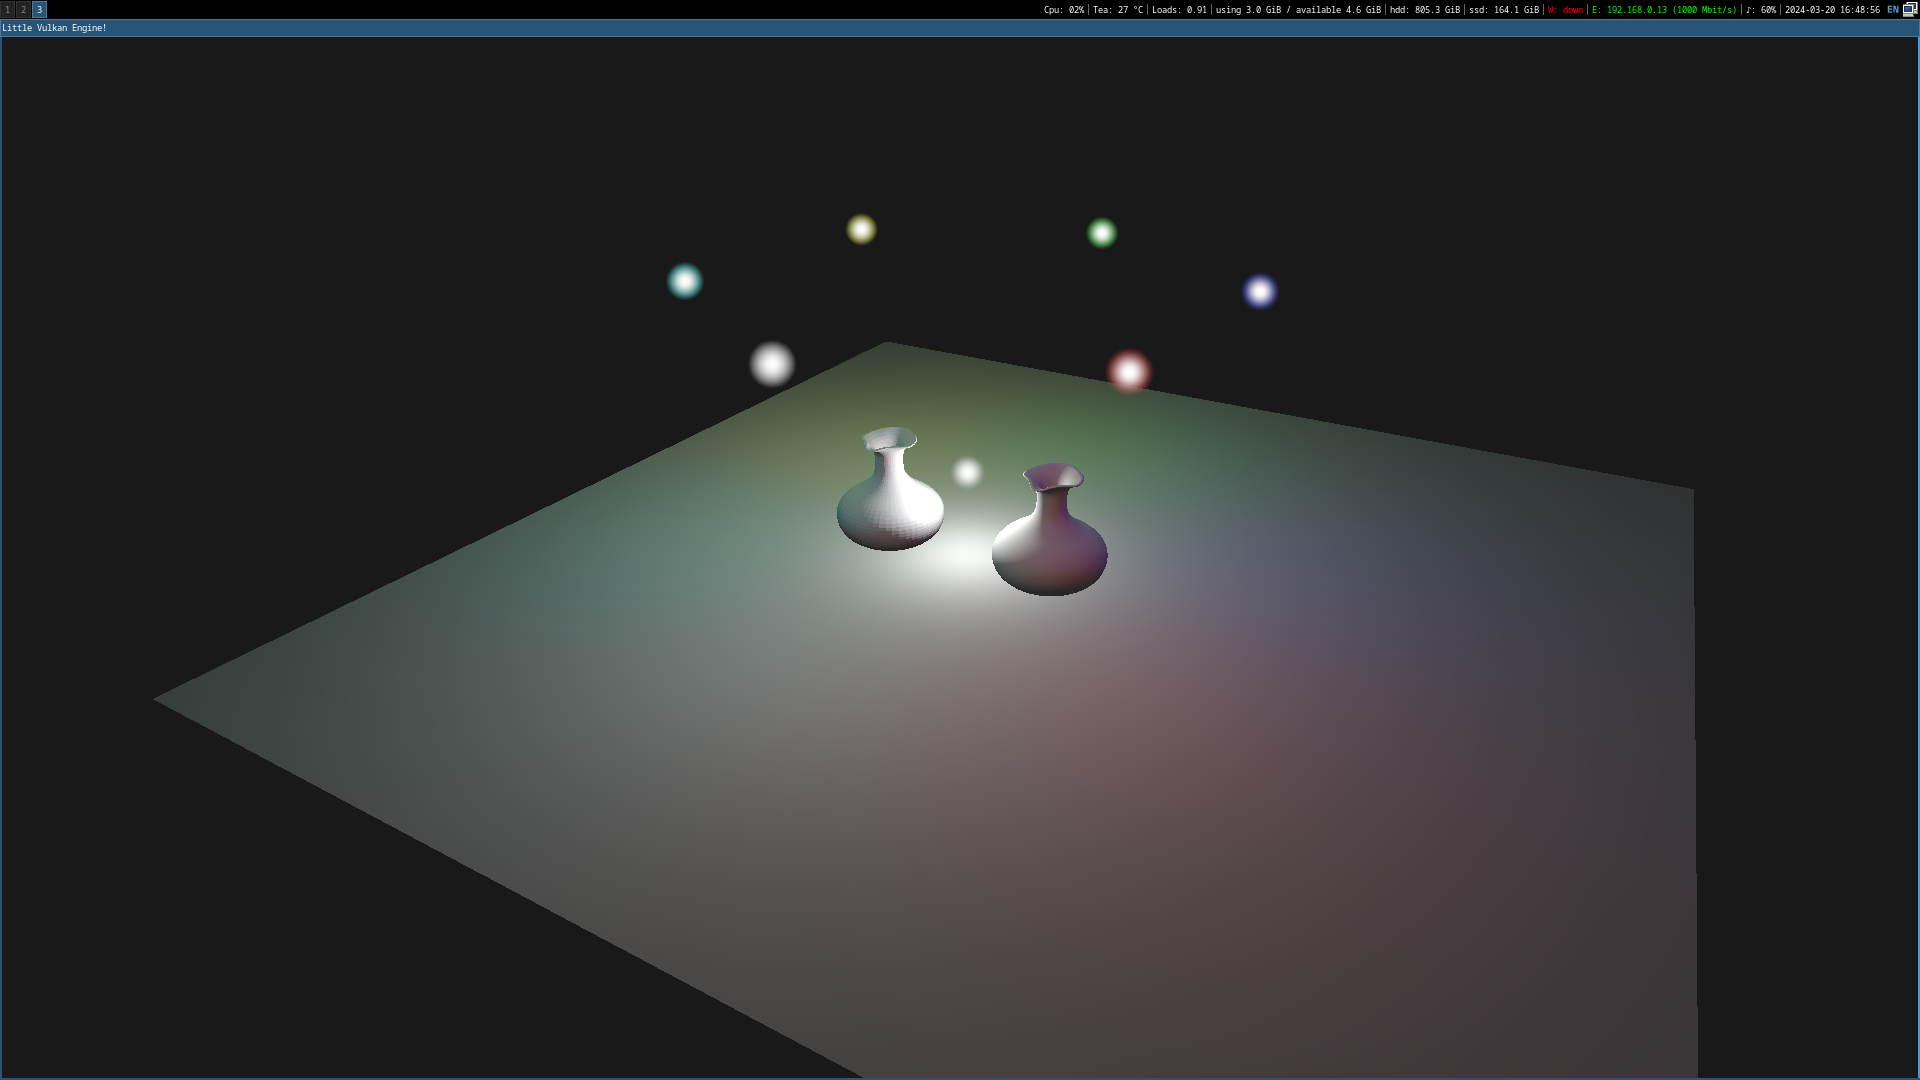 1 2 3 Cpu: 02% | Tea: 27 °C | Loads: 0.91 | using 3.0 GiB / available 4.6 GiB | hdd: 805.3 GiB | ssd: 164.1 GiB | W: down | E: 192.168.0.13 (1000 Mbit/s) | ♪: 60% | 2024-03-20 16:48:56 EN
Little Vulkan Engine!